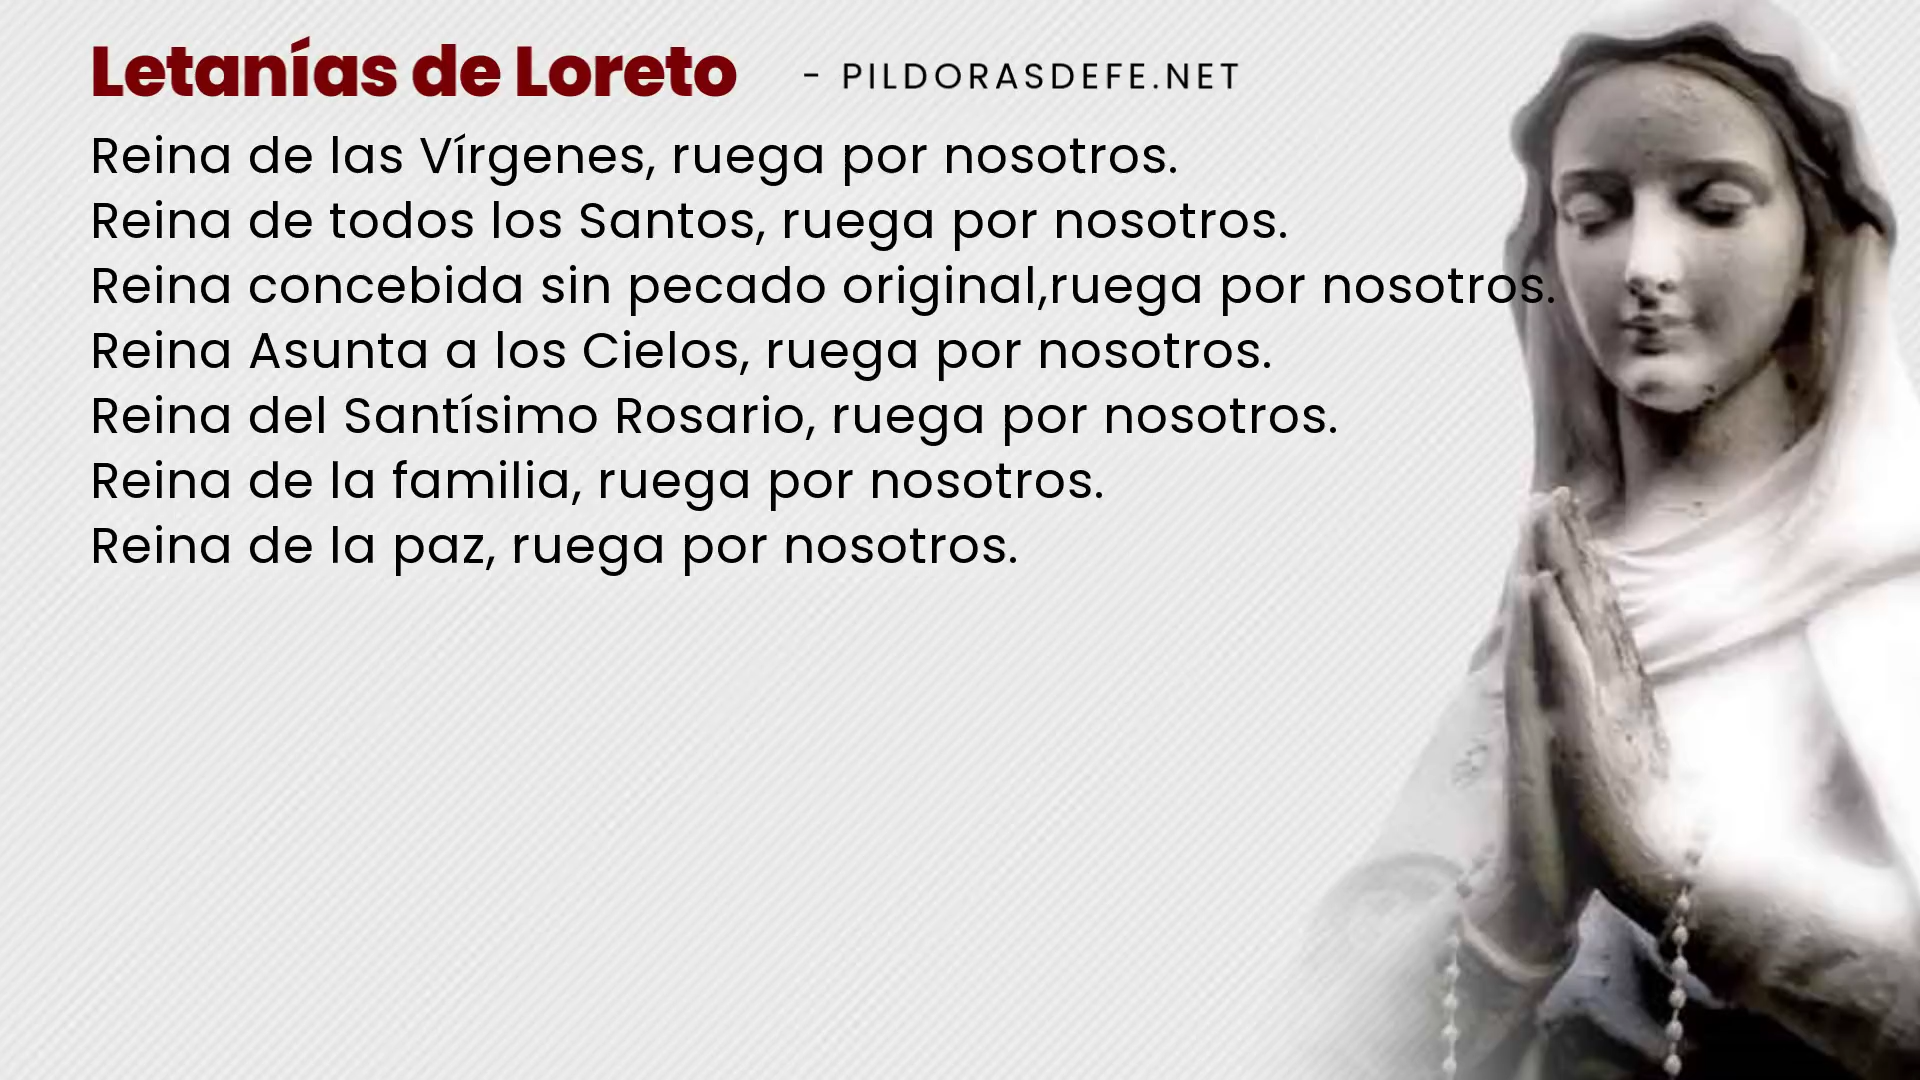 Letanías de Loreto - PILDORASDEFE.NET
Reina de las Vírgenes, ruega por nosotros.
Reina de todos los Santos, ruega por nosotros.
Reina concebida sin pecado original,ruega por nosotros.
Reina Asunta a los Cielos, ruega por nosotros.
Reina del Santísimo Rosario, ruega por nosotros.
Reina de la familia, ruega por nosotros.
Reina de la paz, ruega por nosotros.